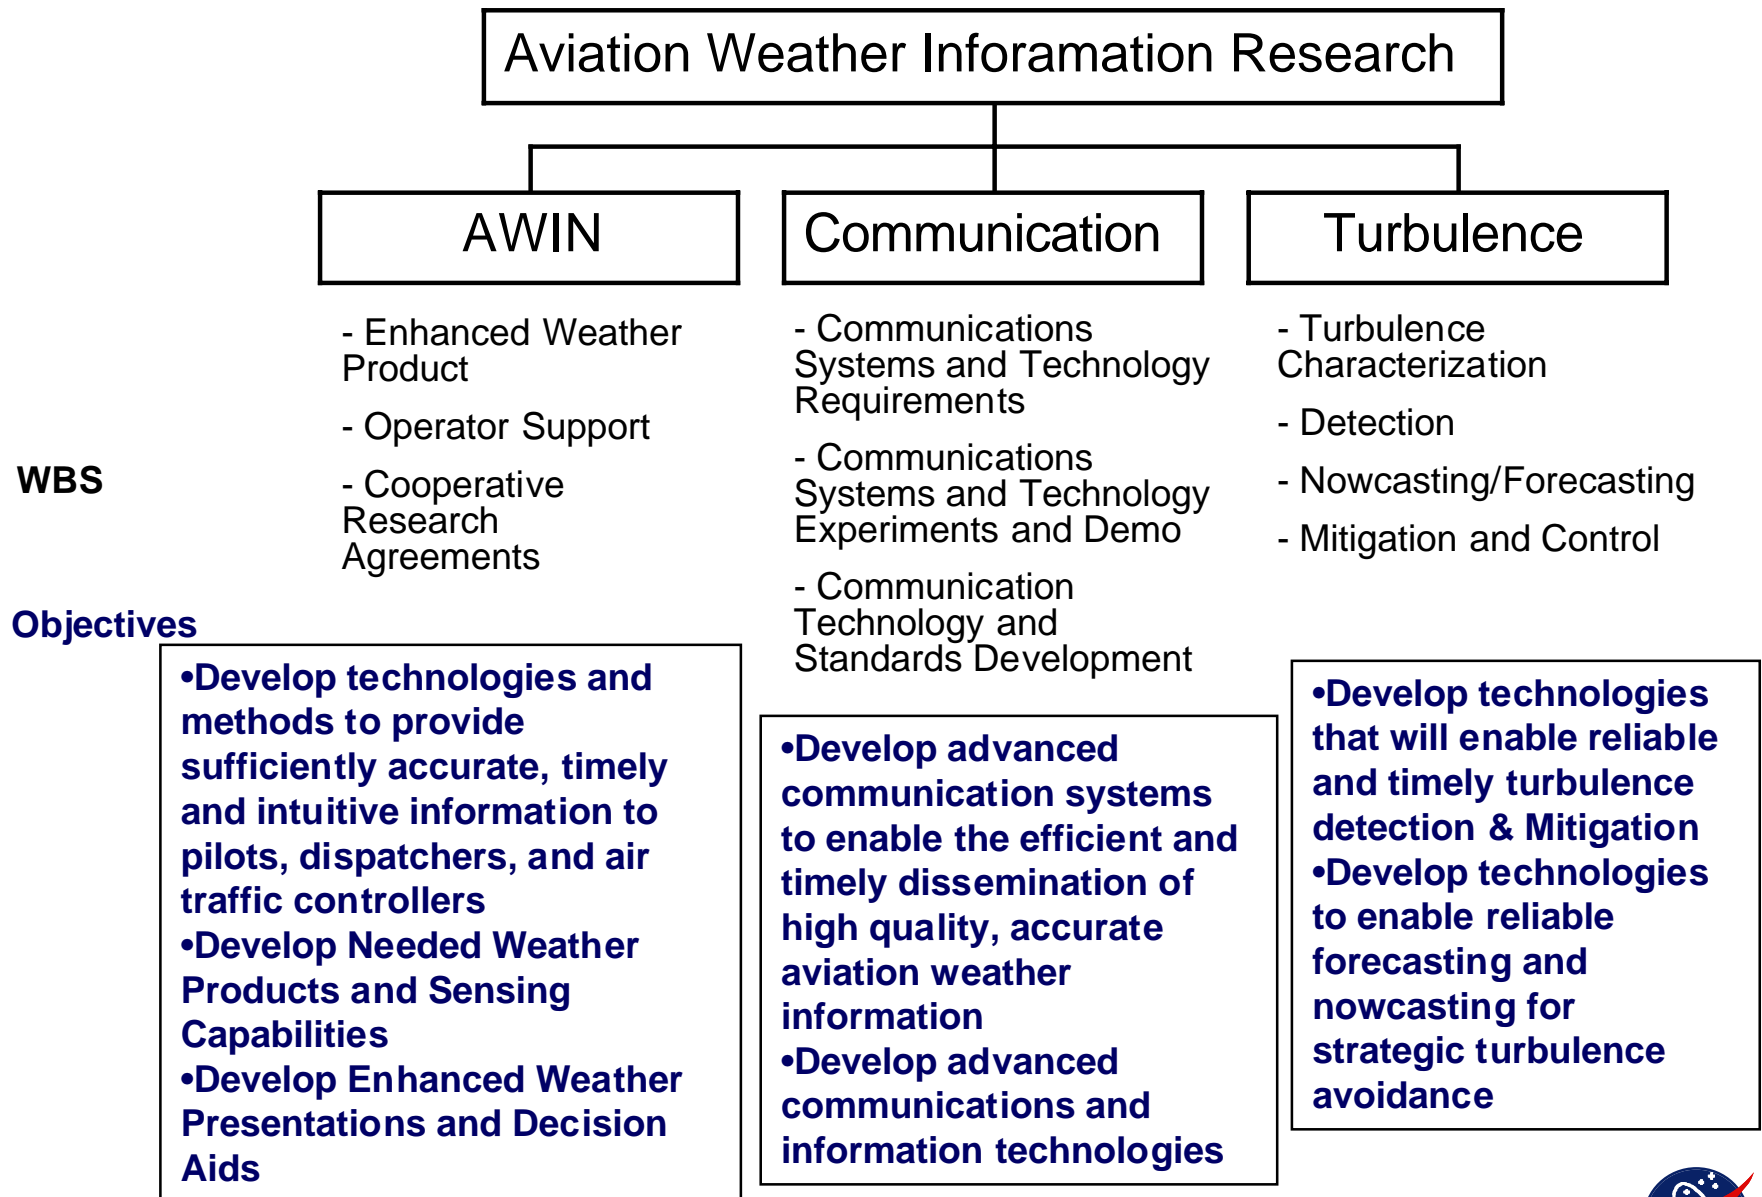 Aviation Weather Inforamation Research
AWIN
Communication
Turbulence
WBS
- Enhanced Weather
Product
- Operator Support
- Cooperative
Research
Agreements
- Communications
Systems and Technology
Requirements
- Communications
Systems and Technology
Experiments and Demo
- Communication
Technology and
Standards Development
- Turbulence
Characterization
- Detection
- Nowcasting/Forecasting
- Mitigation and Control
Objectives
•Develop technologies and
methods to provide
sufficiently accurate, timely
and intuitive information to
pilots, dispatchers, and air
traffic controllers
•Develop Needed Weather
Products and Sensing
Capabilities
•Develop Enhanced Weather
Presentations and Decision
Aids
•Develop advanced
communication systems
to enable the efficient and
timely dissemination of
high quality, accurate
aviation weather
information
•Develop advanced
communications and
information technologies
•Develop technologies
that will enable reliable
and timely turbulence
detection & Mitigation
•Develop technologies
to enable reliable
forecasting and
nowcasting for
strategic turbulence
avoidance